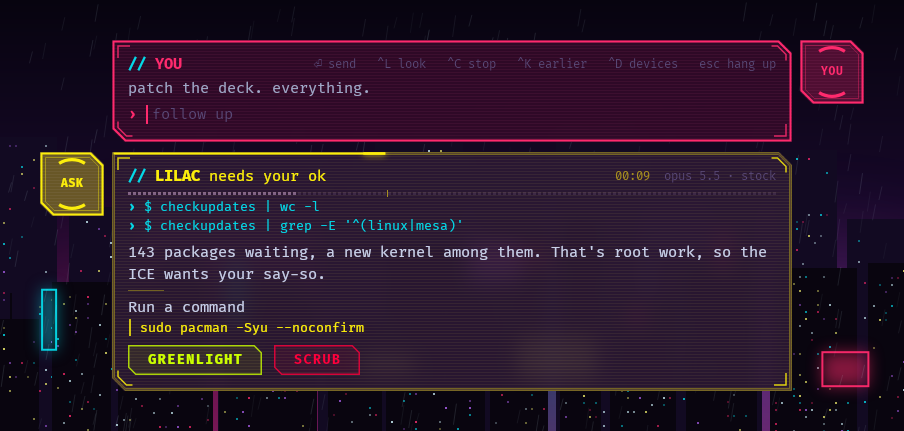 // YOU
⏎ send ^L look ^C stop ^K earlier ^D devices esc hang up
YOU
patch the deck. everything.
› follow up
ASK
// LILAC needs your ok
00:09 opus 5.5 · stock
› $ checkupdates | wc -l
› $ checkupdates | grep -E '^(linux|mesa)'
143 packages waiting, a new kernel among them. That's root work, so the
ICE wants your say-so.
Run a command
sudo pacman -Syu --noconfirm
GREENLIGHT SCRUB